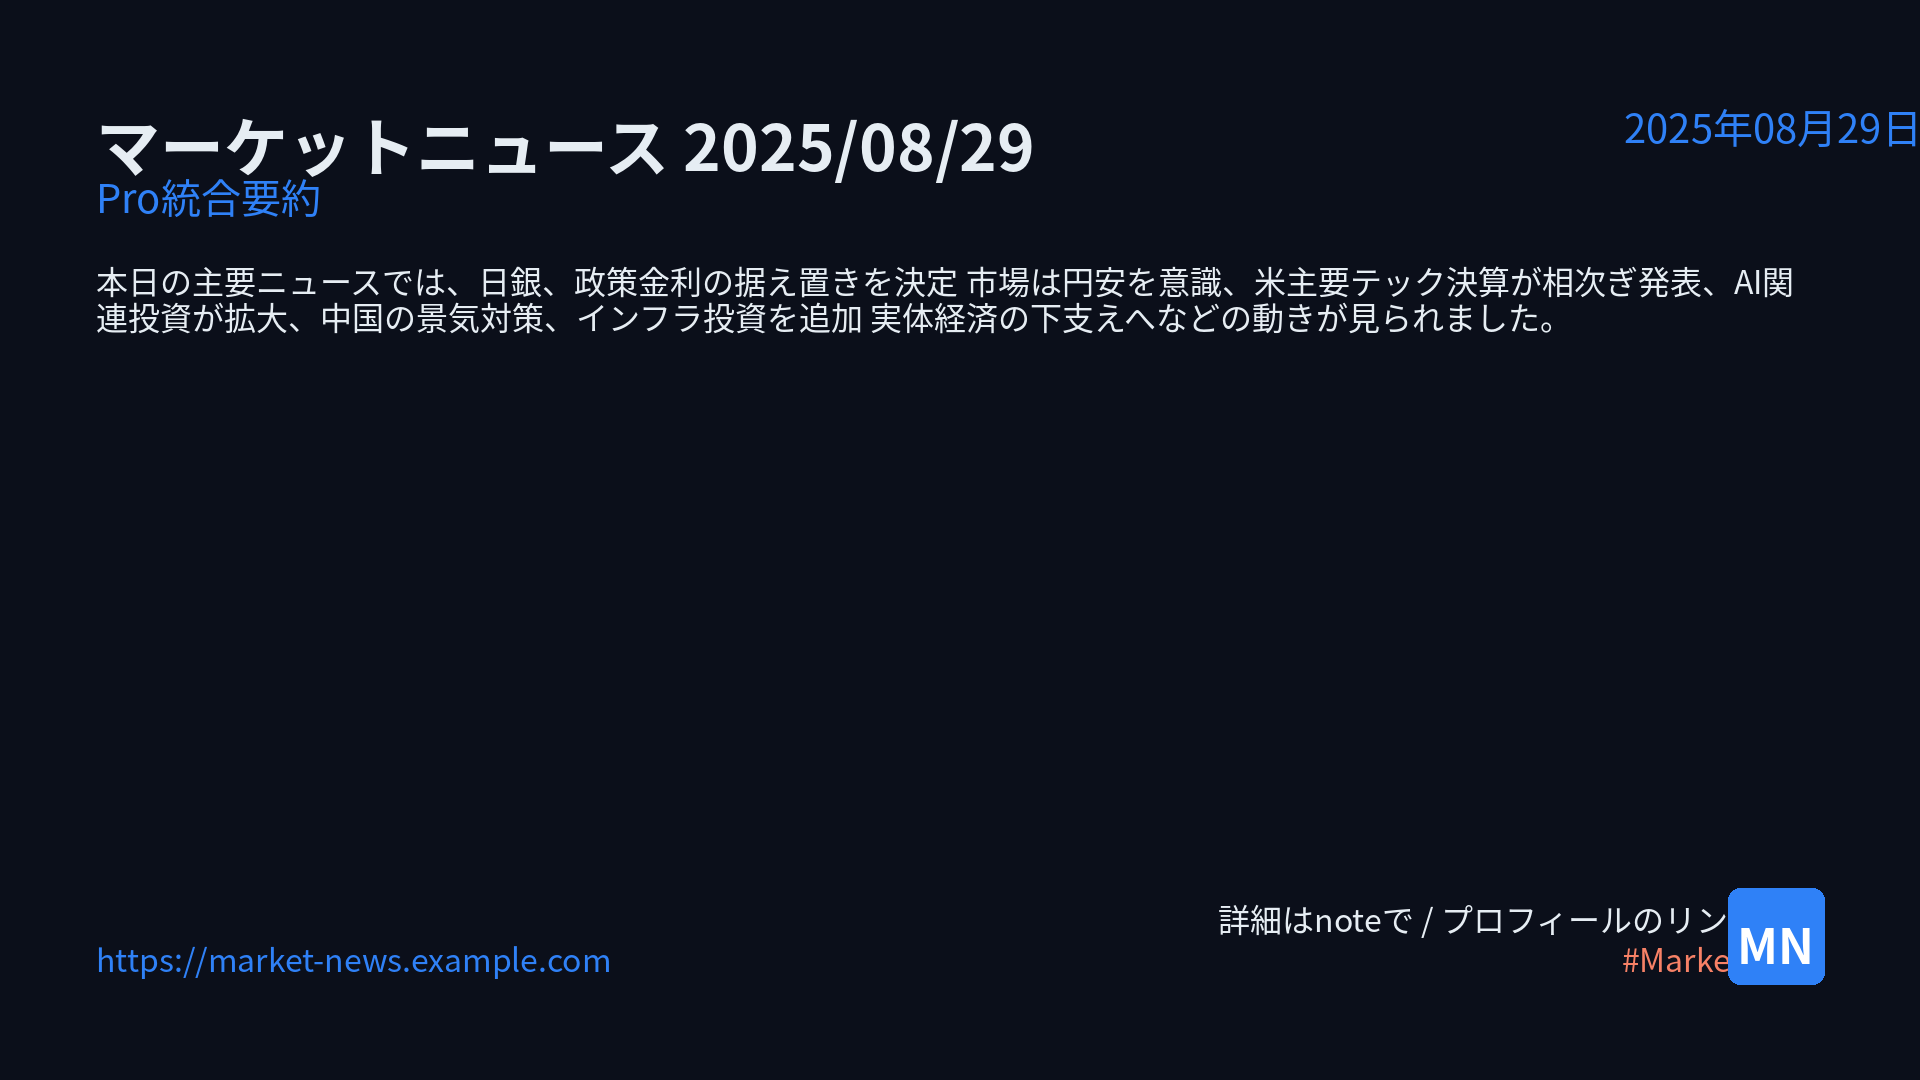 マーケットニュース 2025/08/29
2025年08月29日
Pro統合要約
本日の主要ニュースでは、日銀、政策金利の据え置きを決定 市場は円安を意識、米主要テック決算が相次ぎ発表、AI関
連投資が拡大、中国の景気対策、インフラ投資を追加 実体経済の下支えへなどの動きが見られました。
詳細はnoteで / プロフィールのリン
https://market-news.example.com
#Marke
MN